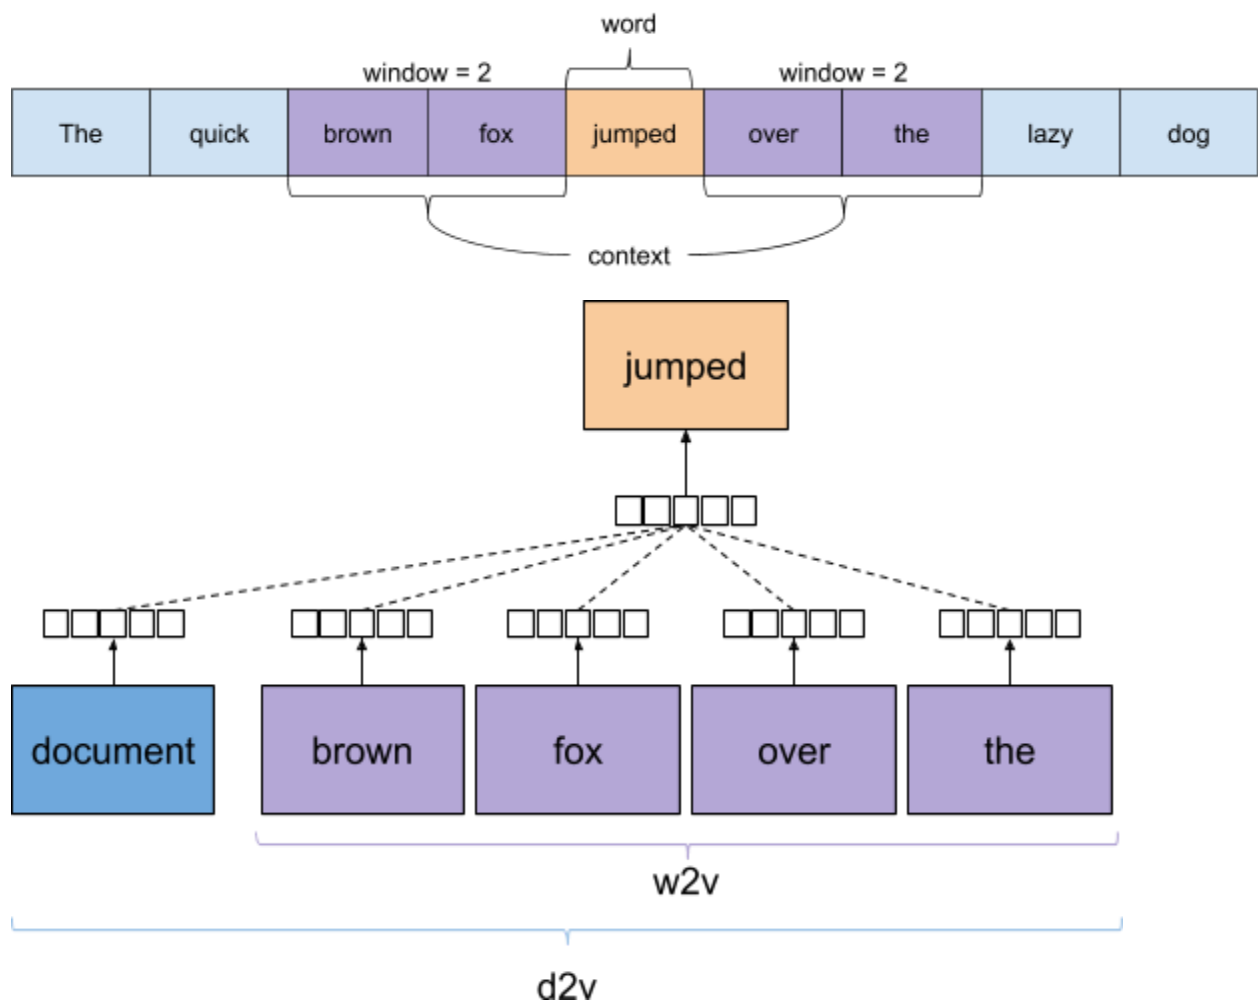 word
window = 2 window = 2
The quick brown fox jumped over the lazy dog
context
jumped
document brown fox over the
w2v
d2v